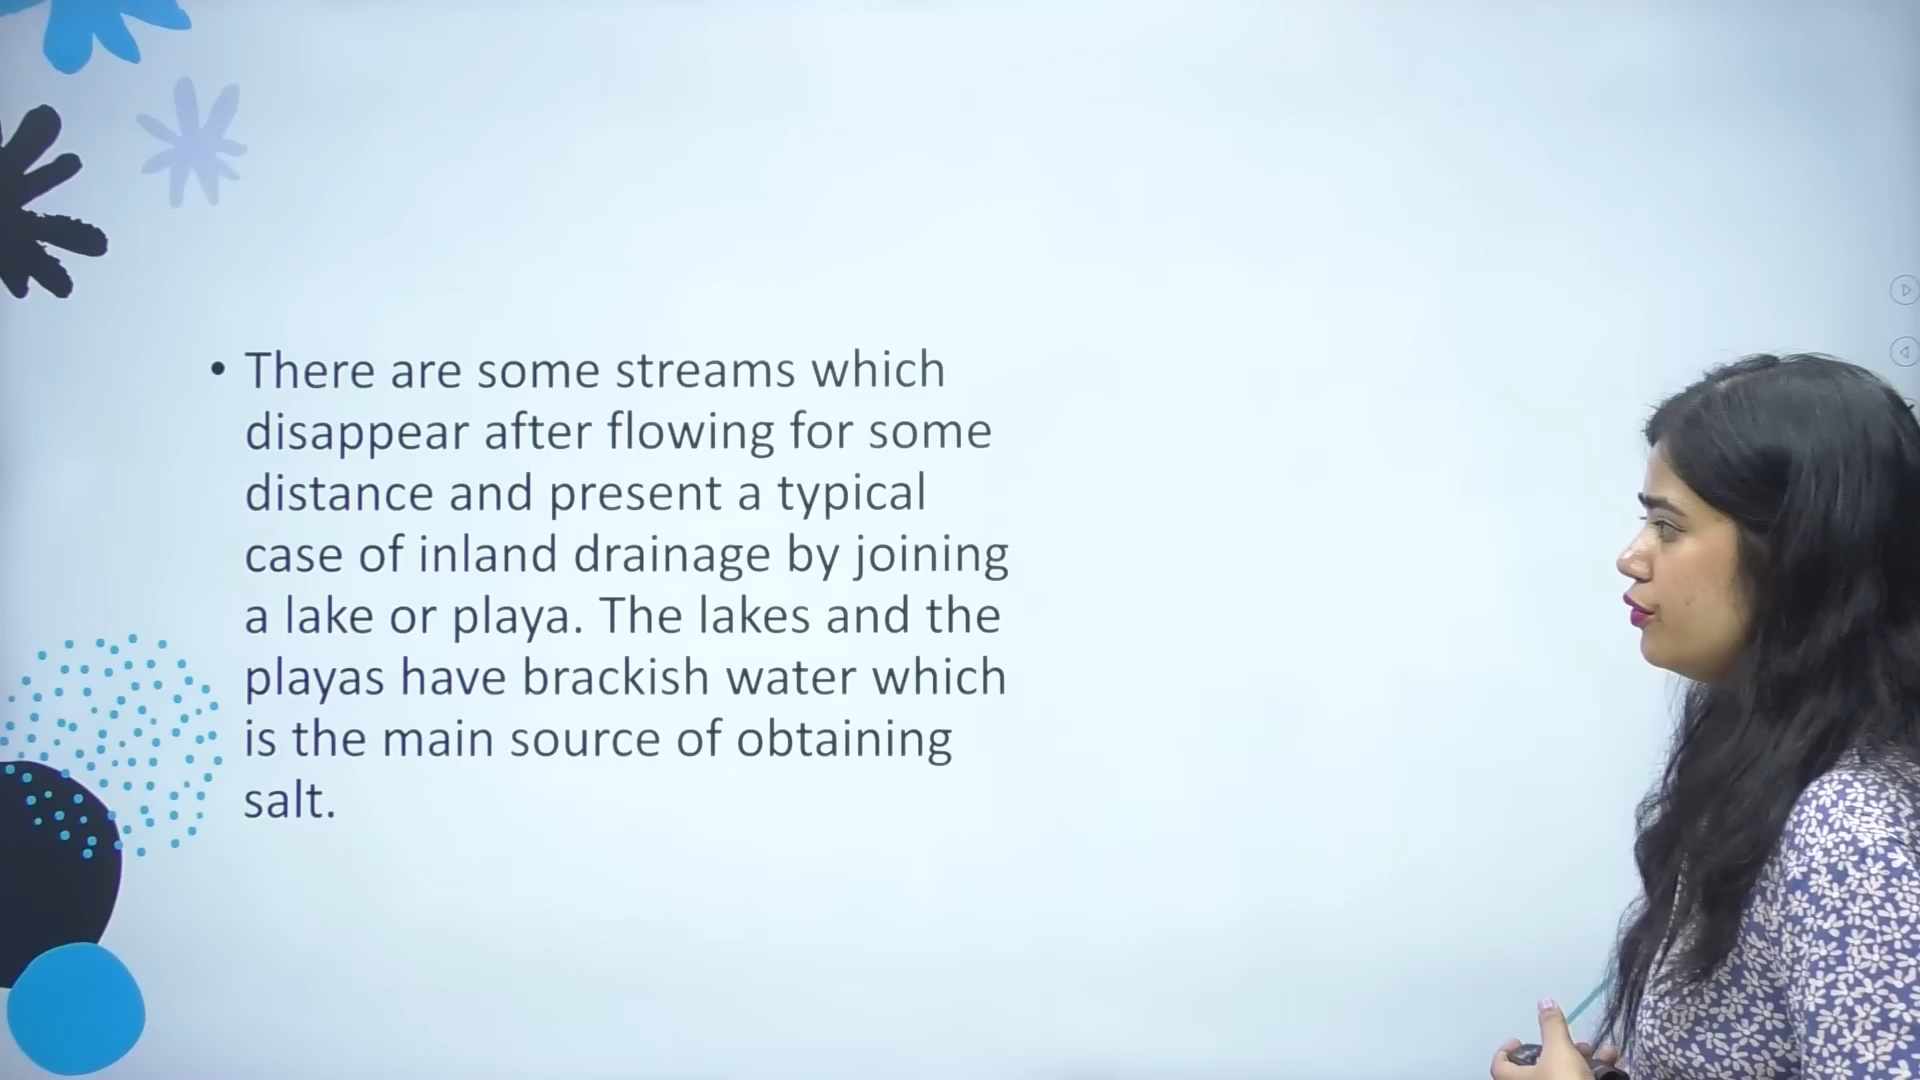 • There are some streams which
disappear after flowing for some
distance and present a typical
case of inland drainage by joining
a lake or playa. The lakes and the
playas have brackish water which
is the main source of obtaining
salt.